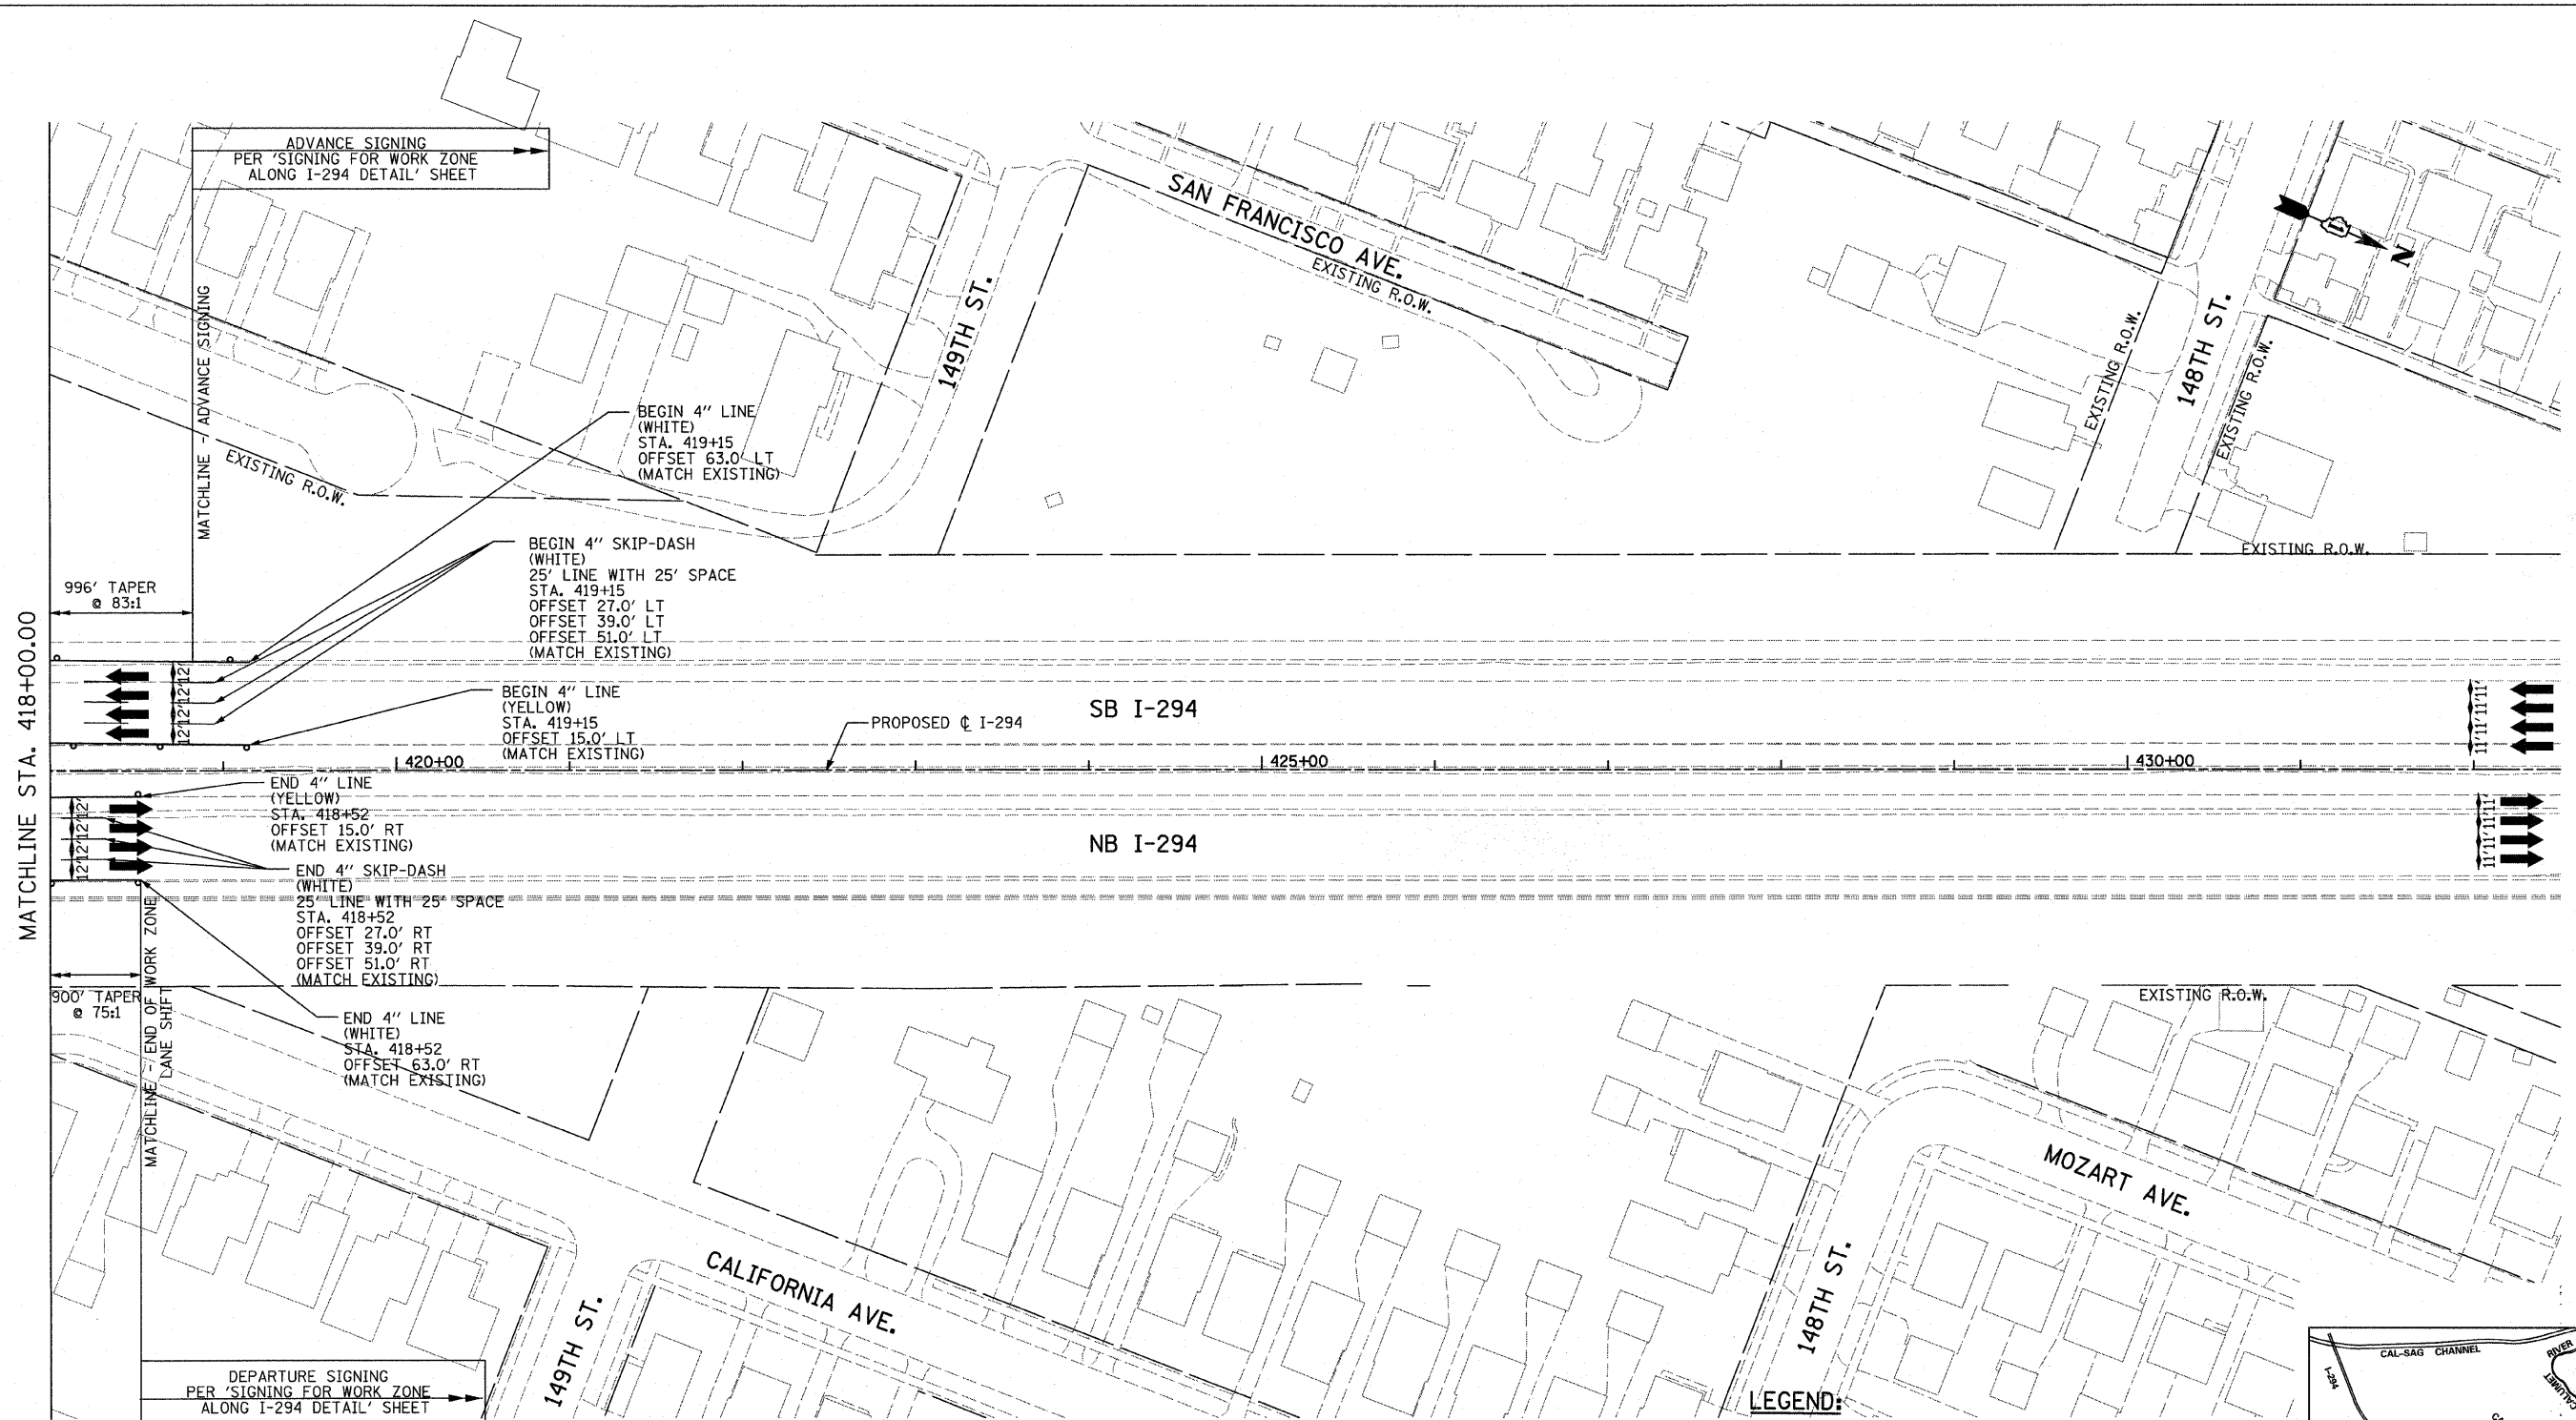 ADVANCE SIGNING
PER 'SIGNING FOR WORK ZONE
ALONG I-294 DETAIL' SHEET
MATCHLINE - ADVANCE SIGNING
EXISTING R.O.W.
149TH ST.
SAN FRANCISCO AVE.
EXISTING R.O.W.
EXISTING R.O.W.
148TH ST.
EXISTING R.O.W.
N
EXISTING R.O.W.
BEGIN 4" LINE
(WHITE)
STA. 419+15
OFFSET 63.0' LT
(MATCH EXISTING)
BEGIN 4" SKIP-DASH
(WHITE)
25' LINE WITH 25' SPACE
STA. 419+15
OFFSET 27.0' LT
OFFSET 39.0' LT
OFFSET 51.0' LT
(MATCH EXISTING)
996' TAPER
@ 83:1
MATCHLINE STA. 418+00.00
12'12'12'12'
BEGIN 4" LINE
(YELLOW)
STA. 419+15
OFFSET 15.0' LT
(MATCH EXISTING)
PROPOSED ℄ I-294
SB I-294
11'11'11'11'
420+00
425+00
430+00
END 4" LINE
(YELLOW)
STA. 418+52
OFFSET 15.0' RT
(MATCH EXISTING)
12'12'12'12'
NB I-294
11'11'11'11'
END 4" SKIP-DASH
(WHITE)
25' LINE WITH 25' SPACE
STA. 418+52
OFFSET 27.0' RT
OFFSET 39.0' RT
OFFSET 51.0' RT
(MATCH EXISTING)
900' TAPER
@ 75:1
MATCHLINE - END OF WORK ZONE
LANE SHIFT
END 4" LINE
(WHITE)
STA. 418+52
OFFSET 63.0' RT
(MATCH EXISTING)
EXISTING R.O.W.
MOZART AVE.
CALIFORNIA AVE.
149TH ST.
148TH ST.
DEPARTURE SIGNING
PER 'SIGNING FOR WORK ZONE
ALONG I-294 DETAIL' SHEET
LEGEND:
CAL-SAG CHANNEL
RIVER
I-294